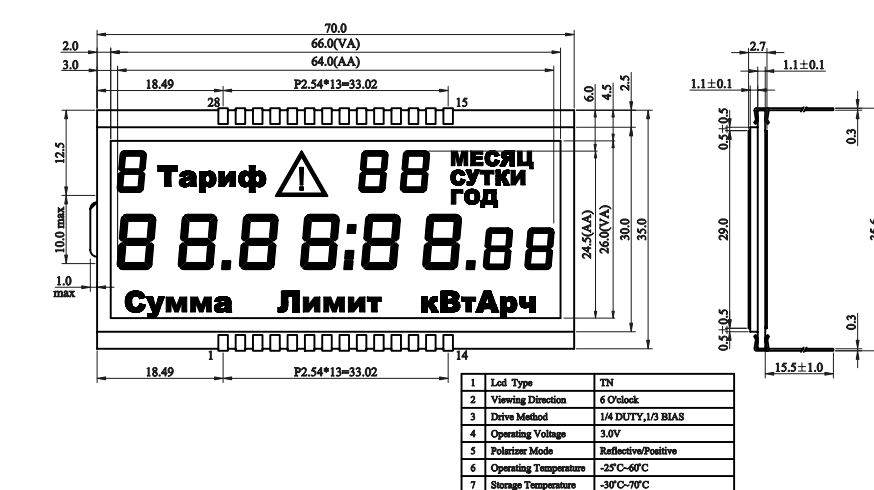 70.0
66.0(VA)
64.0(AA)
2.0
3.0
18.49
P2.54*13=33.02
28
15
6.0
4.5
2.5
12.5
10.0 max
1.0
max
8 Тариф ! 88 МЕСЯЦ
СУТКИ
ГОД
88.88:88.88
Сумма Лимит кВтАрч
24.5(AA)
26.0(VA)
30.0
35.0
1
14
18.49
P2.54*13=33.02
2.7
1.1±0.1
1.1±0.1
0.5±0.5
0.3
29.0
0.5±0.5
0.3
15.5±1.0
1 Lcd Type TN
2 Viewing Direction 6 O'clock
3 Drive Method 1/4 DUTY,1/3 BIAS
4 Operating Voltage 3.0V
5 Polarizer Mode Reflective/Positive
6 Operating Temperature -25°C~60°C
7 Storage Temperature -30°C~70°C